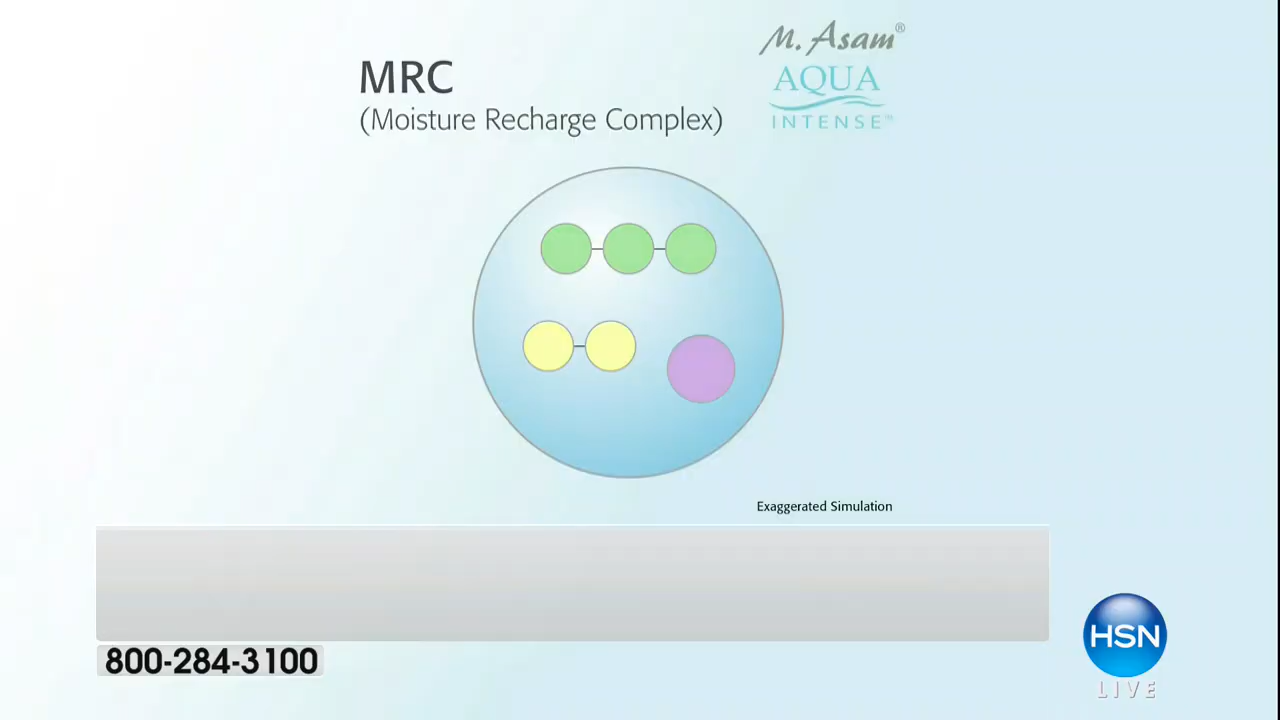 M. Asam®
AQUA
INTENSE™
MRC
(Moisture Recharge Complex)
Exaggerated Simulation
800-284-3100
HSN
LIVE